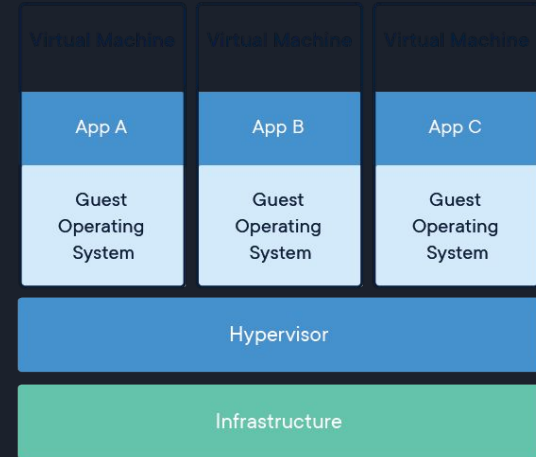 Virtual Machine
Virtual Machine
Virtual Machine
App A
App B
App C
Guest
Operating
System
Guest
Operating
System
Guest
Operating
System
Hypervisor
Infrastructure